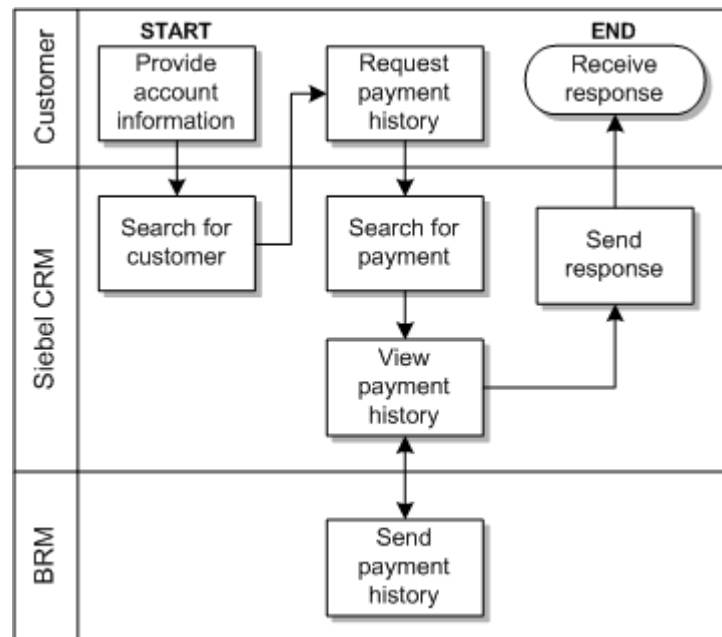 Customer
START
Provide
account
information
Request
payment
history
END
Receive
response
Siebel CRM
Search for
customer
Search for
payment
Send
response
View
payment
history
BRM
Send
payment
history